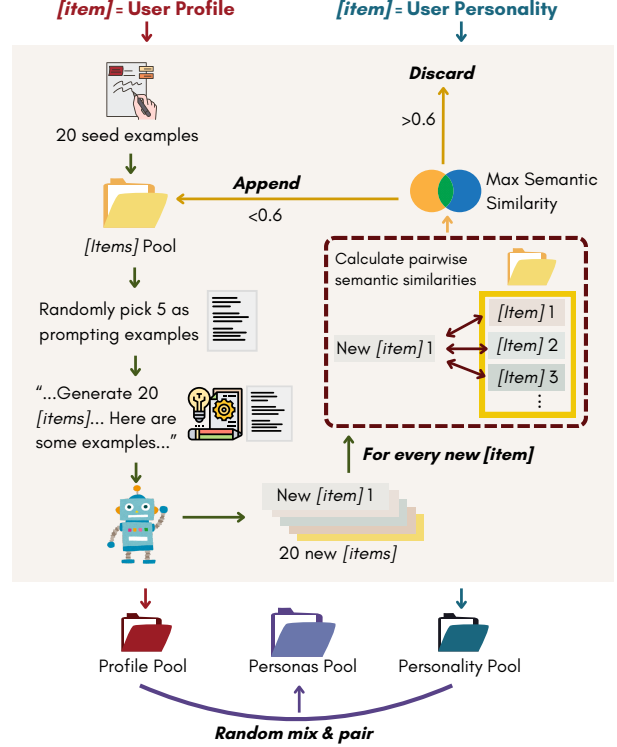 [item] = User Profile
[item] = User Personality
20 seed examples
[Items] Pool
Randomly pick 5 as
prompting examples
“...Generate 20
[items]... Here are
some examples...”
New [item] 1
20 new [items]
For every new [item]
Calculate pairwise
semantic similarities
New [item] 1
[Item] 1
[Item] 2
[Item] 3
⋮
Max Semantic
Similarity
>0.6
Discard
Append
<0.6
Profile Pool
Personas Pool
Personality Pool
Random mix & pair